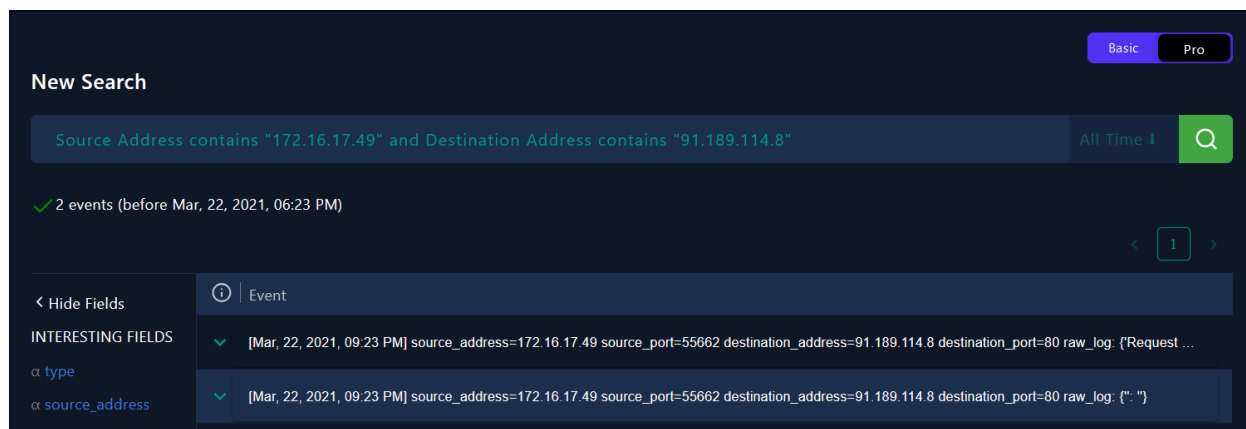 Basic Pro
New Search
Source Address contains "172.16.17.49" and Destination Address contains "91.189.114.8" All Time ⬇
2 events (before Mar, 22, 2021, 06:23 PM)
< 1 >
< Hide Fields
INTERESTING FIELDS
α type
α source_address
Event
[Mar, 22, 2021, 09:23 PM] source_address=172.16.17.49 source_port=55662 destination_address=91.189.114.8 destination_port=80 raw_log: {'Request ...
[Mar, 22, 2021, 09:23 PM] source_address=172.16.17.49 source_port=55662 destination_address=91.189.114.8 destination_port=80 raw_log: {'': ''}